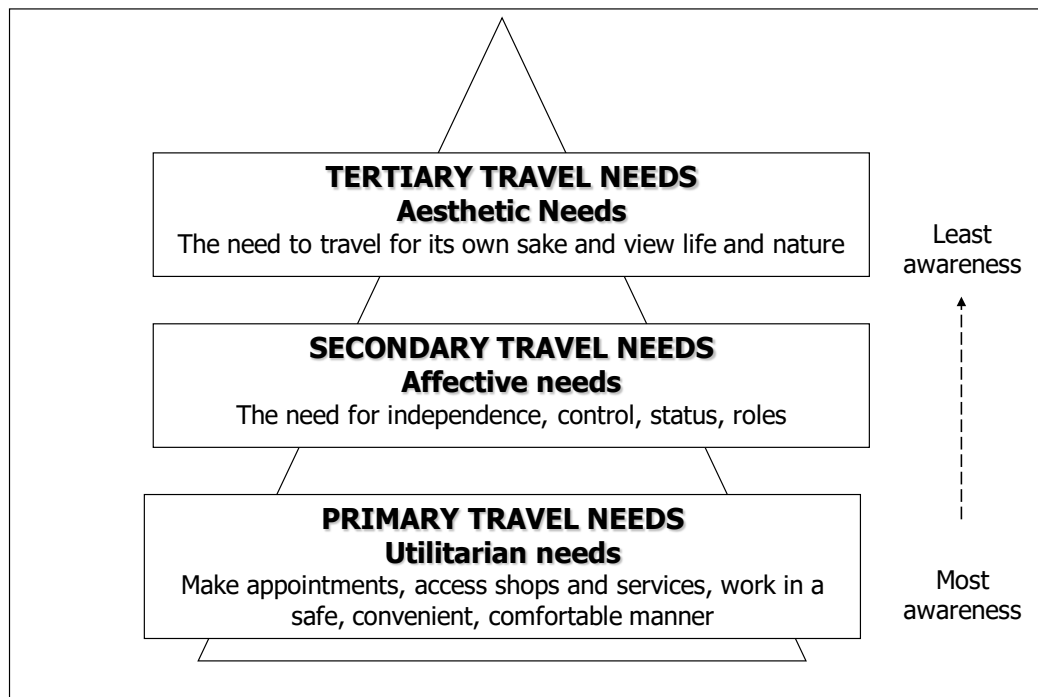 TERTIARY TRAVEL NEEDS
Aesthetic Needs
The need to travel for its own sake and view life and nature
Least
awareness
SECONDARY TRAVEL NEEDS
Affective needs
The need for independence, control, status, roles
PRIMARY TRAVEL NEEDS
Utilitarian needs
Make appointments, access shops and services, work in a
safe, convenient, comfortable manner
Most
awareness